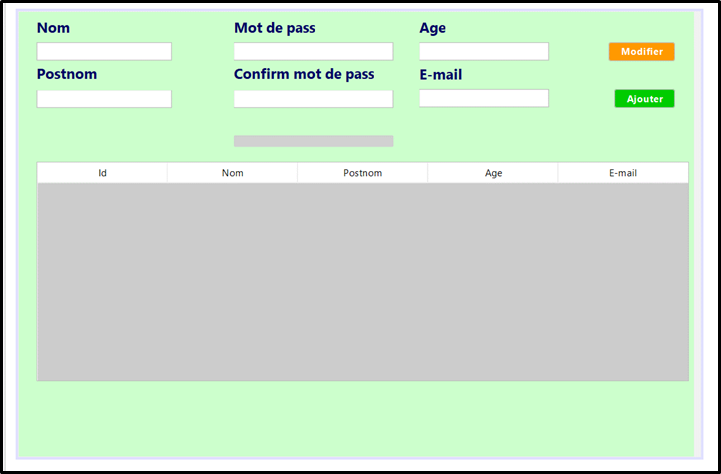 Nom Mot de pass Age
Modifier
Postnom Confirm mot de pass E-mail
Ajouter
Id Nom Postnom Age E-mail